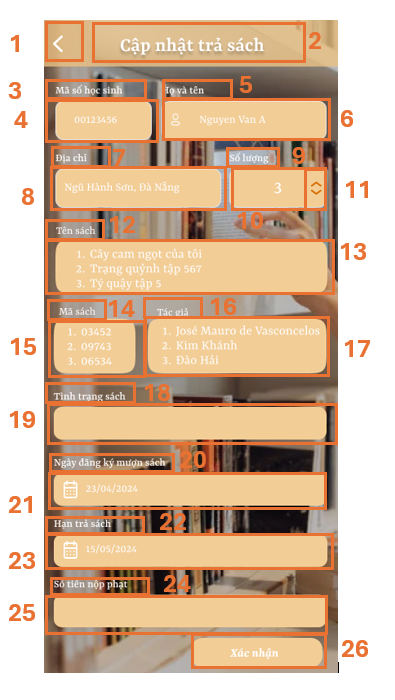 1 Cập nhật trả sách 2
3 Mã số học sinh Họ và tên 5
4 00123456 Nguyen Van A 6
Địa chỉ 7 Số lượng 9
8 Ngũ Hành Sơn, Đà Nẵng 3 11
10
Tên sách 12
1. Cây cam ngọt của tôi 13
2. Trạng quỳnh tập 567
3. Tý quậy tập 5
Mã sách 14 Tác giả 16
15 1. 03452 1. José Mauro de Vasconcelos 17
2. 09743 2. Kim Khánh
3. 06534 3. Đào Hải
Tình trạng sách 18
19
Ngày đăng ký mượn sách 20
21 23/04/2024
Hạn trả sách 22
23 15/05/2024
Số tiền nộp phạt 24
25
Xác nhận 26